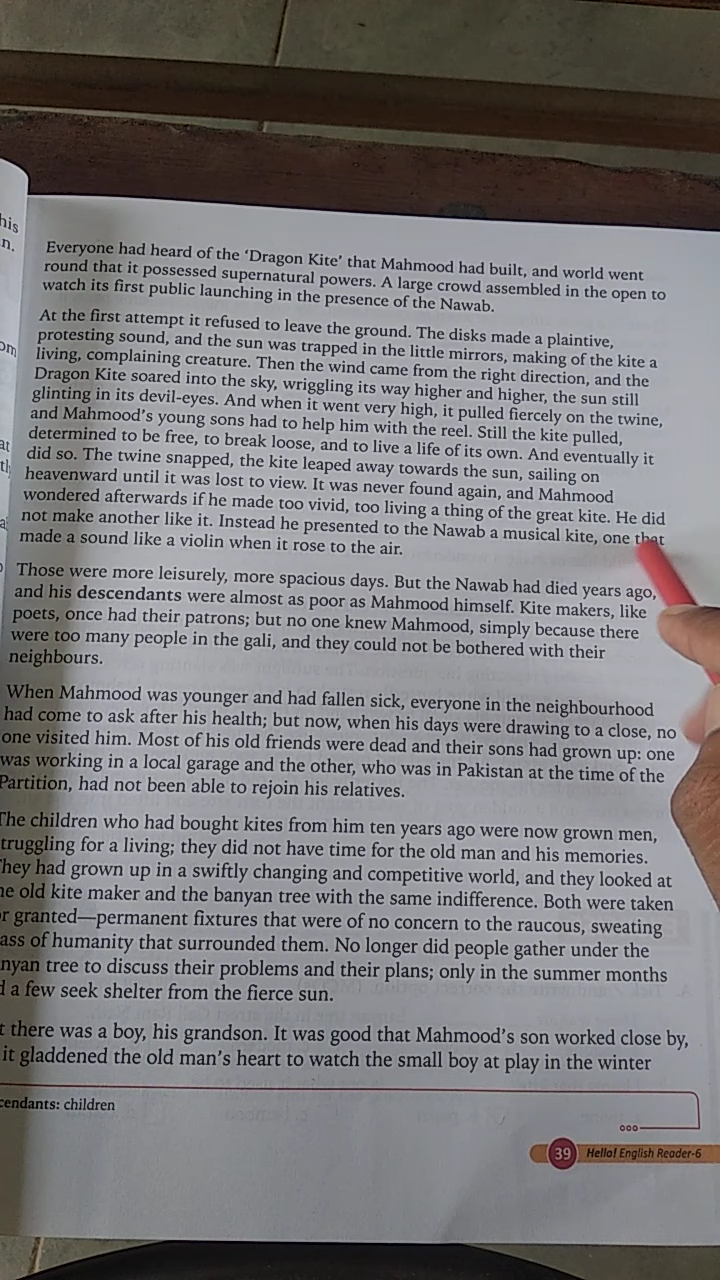 his
n.
Everyone had heard of the ‘Dragon Kite’ that Mahmood had built, and world went
round that it possessed supernatural powers. A large crowd assembled in the open to
watch its first public launching in the presence of the Nawab.
At the first attempt it refused to leave the ground. The disks made a plaintive,
protesting sound, and the sun was trapped in the little mirrors, making of the kite a
living, complaining creature. Then the wind came from the right direction, and the
Dragon Kite soared into the sky, wriggling its way higher and higher, the sun still
glinting in its devil-eyes. And when it went very high, it pulled fiercely on the twine,
and Mahmood’s young sons had to help him with the reel. Still the kite pulled,
determined to be free, to break loose, and to live a life of its own. And eventually it
did so. The twine snapped, the kite leaped away towards the sun, sailing on
heavenward until it was lost to view. It was never found again, and Mahmood
wondered afterwards if he made too vivid, too living a thing of the great kite. He did
not make another like it. Instead he presented to the Nawab a musical kite, one that
made a sound like a violin when it rose to the air.
Those were more leisurely, more spacious days. But the Nawab had died years ago,
and his descendants were almost as poor as Mahmood himself. Kite makers, like
poets, once had their patrons; but no one knew Mahmood, simply because there
were too many people in the gali, and they could not be bothered with their
neighbours.
When Mahmood was younger and had fallen sick, everyone in the neighbourhood
had come to ask after his health; but now, when his days were drawing to a close, no
one visited him. Most of his old friends were dead and their sons had grown up: one
was working in a local garage and the other, who was in Pakistan at the time of the
Partition, had not been able to rejoin his relatives.
The children who had bought kites from him ten years ago were now grown men,
truggling for a living; they did not have time for the old man and his memories.
They had grown up in a swiftly changing and competitive world, and they looked at
he old kite maker and the banyan tree with the same indifference. Both were taken
r granted—permanent fixtures that were of no concern to the raucous, sweating
ass of humanity that surrounded them. No longer did people gather under the
nyan tree to discuss their problems and their plans; only in the summer months
d a few seek shelter from the fierce sun.
t there was a boy, his grandson. It was good that Mahmood’s son worked close by,
it gladdened the old man’s heart to watch the small boy at play in the winter
cendants: children
39 Hello! English Reader-6